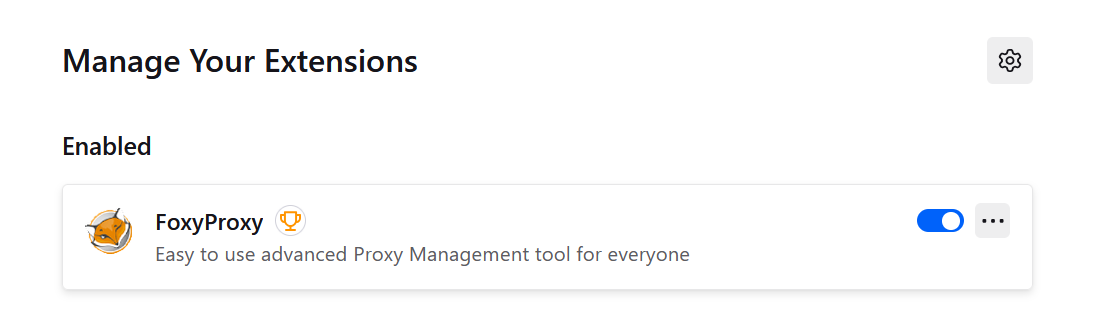 Manage Your Extensions
Enabled
FoxyProxy
Easy to use advanced Proxy Management tool for everyone